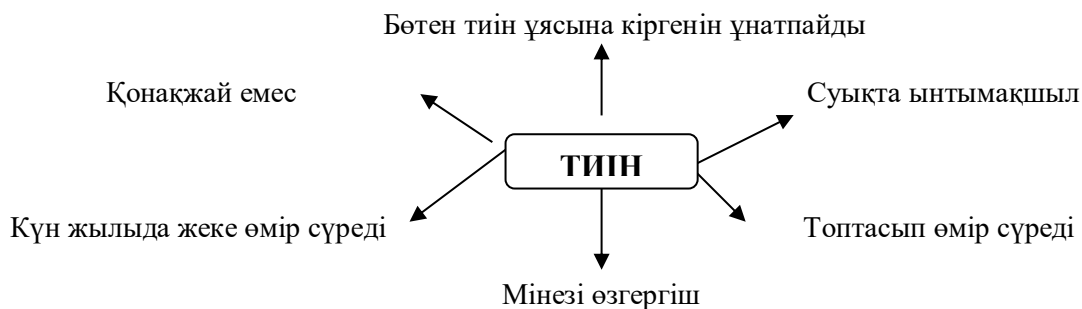 Бөтен тиін ұясына кіргенін ұнатпайды
Қонақжай емес
Суықта ынтымақшыл
ТИІН
Күн жылыда жеке өмір сүреді
Топтасып өмір сүреді
Мінезі өзгергіш